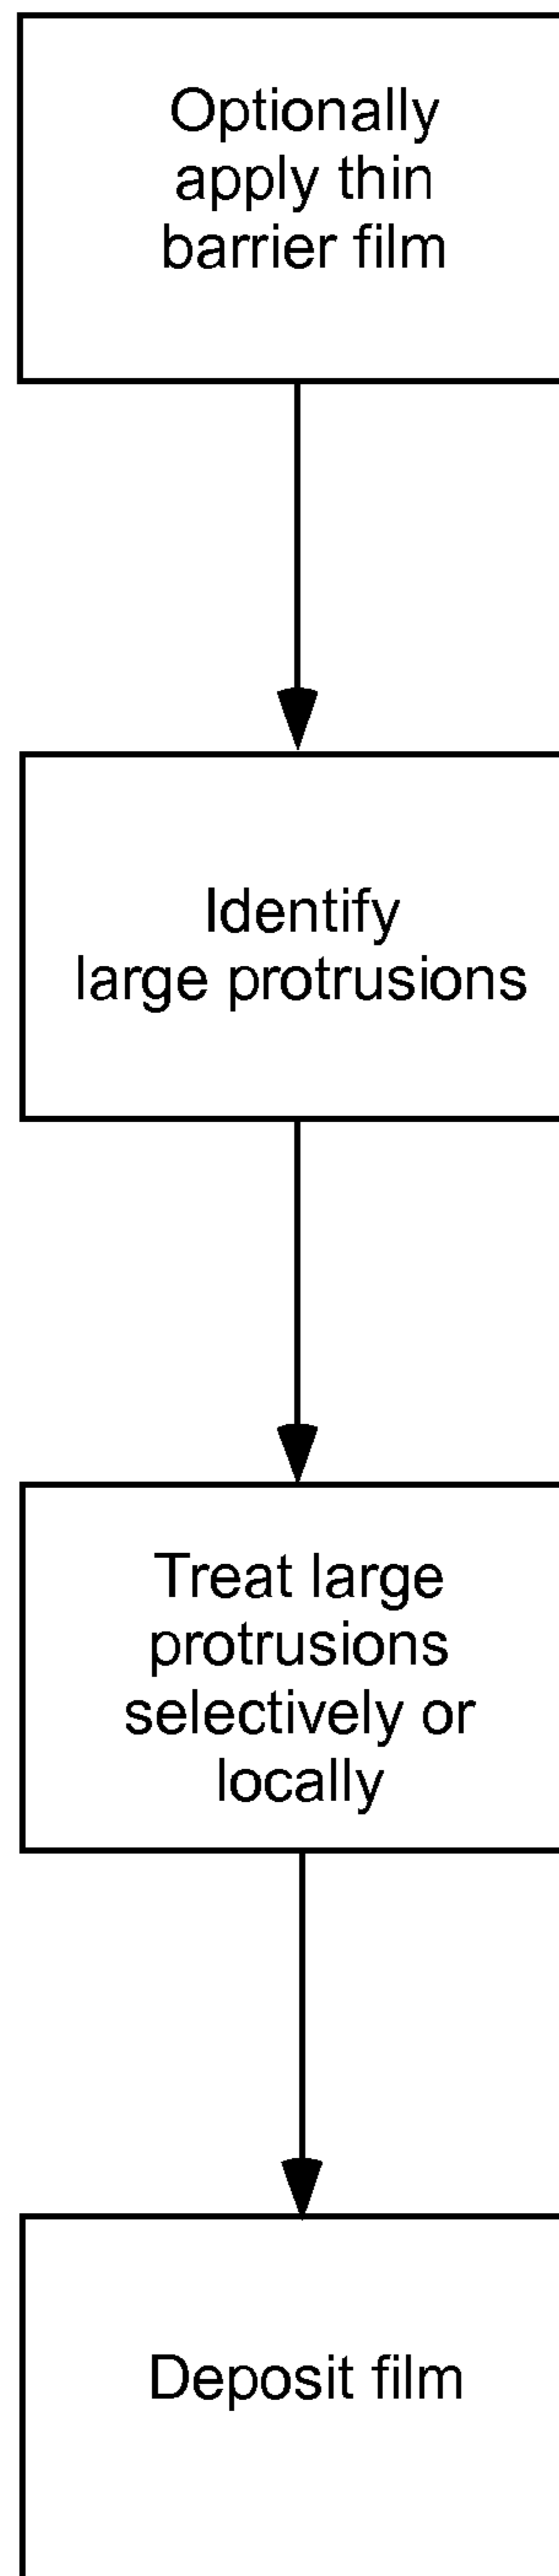 Optionally
apply thin
barrier film
Identify
large protrusions
Treat large
protrusions
selectively or
locally
Deposit film